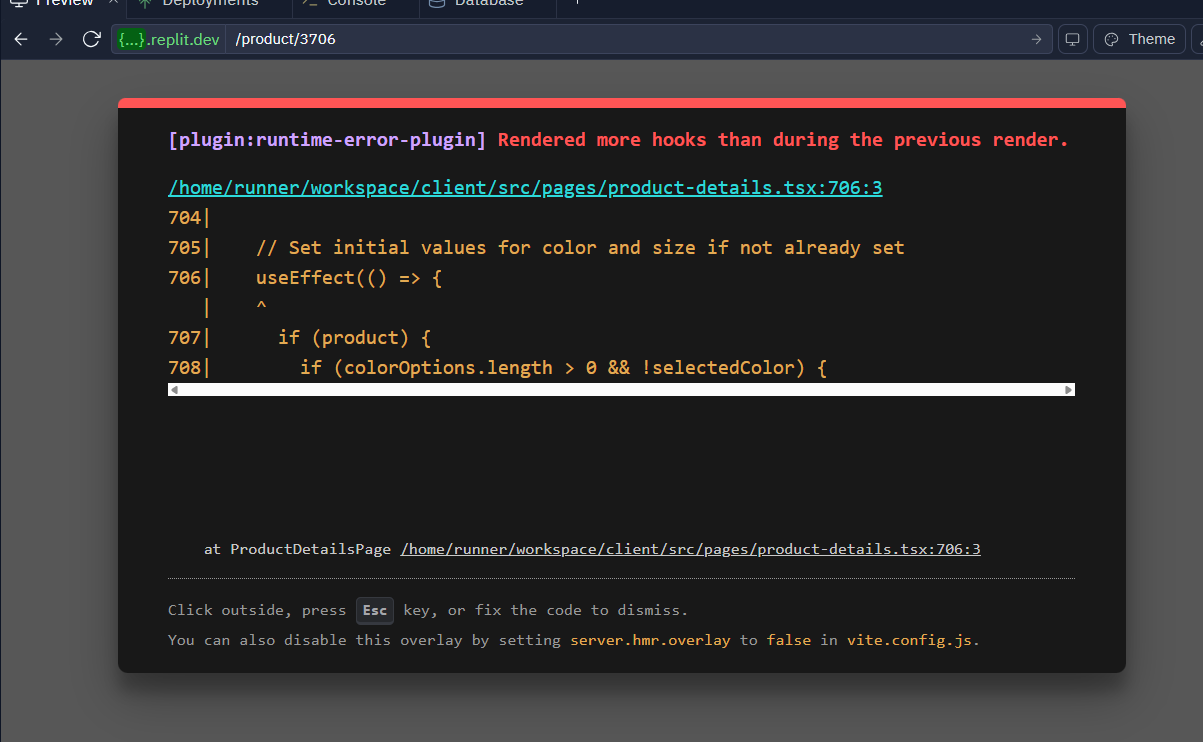 Preview Deployments Console Database
{...}.replit.dev /product/3706 Theme
[plugin:runtime-error-plugin] Rendered more hooks than during the previous render.
/home/runner/workspace/client/src/pages/product-details.tsx:706:3
704|
705|    // Set initial values for color and size if not already set
706|    useEffect(() => {
   |    ^
707|      if (product) {
708|        if (colorOptions.length > 0 && !selectedColor) {
at ProductDetailsPage /home/runner/workspace/client/src/pages/product-details.tsx:706:3
Click outside, press Esc key, or fix the code to dismiss.
You can also disable this overlay by setting server.hmr.overlay to false in vite.config.js.